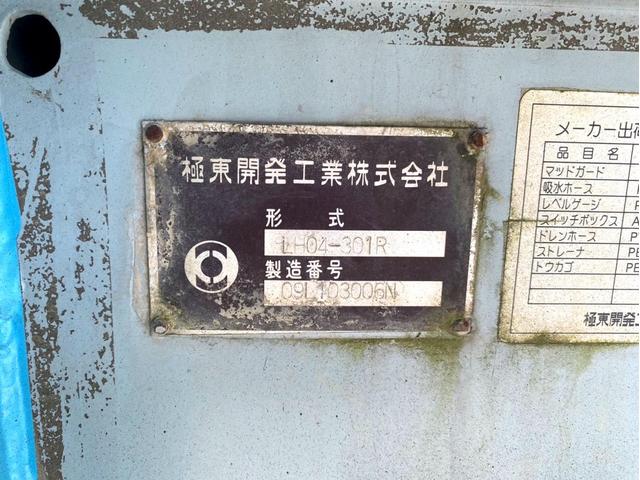 極東開発工業株式会社
形 式
LH04-301R
製造番号
09L103006N
メーカー出荷
品目名
マッドガード
吸水ホース
レベルゲージ
スイッチボックス
ドレンホース
ストレーナ
トウカゴ
極東開発工